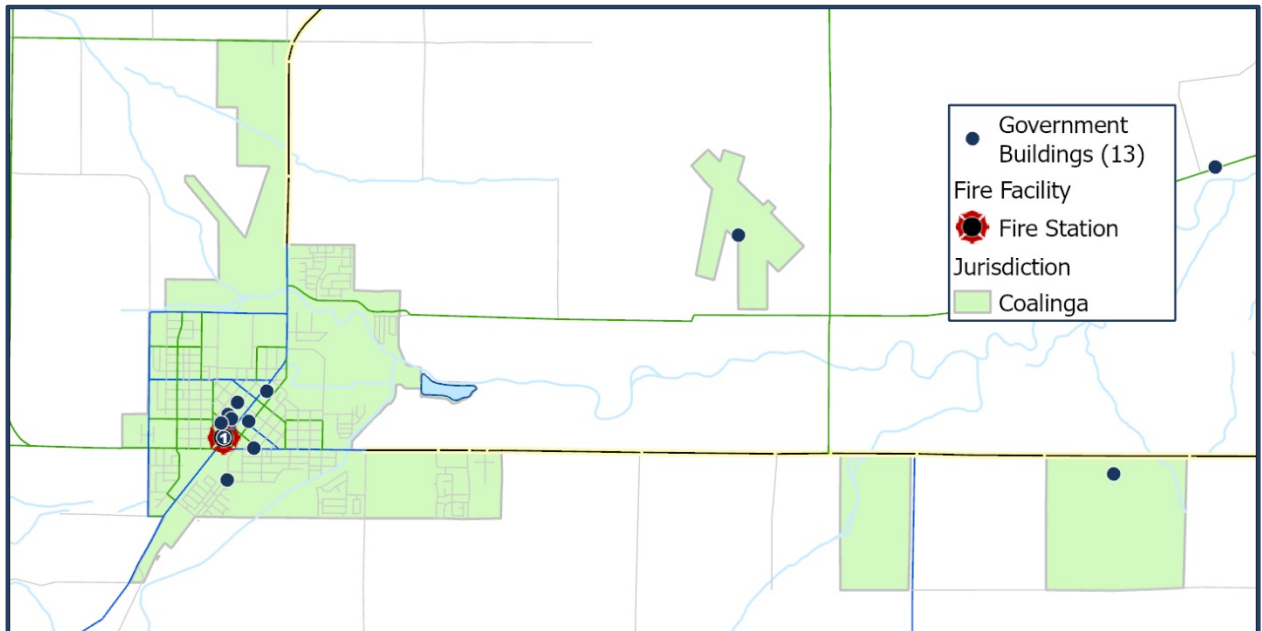 Government
Buildings (13)
Fire Facility
Fire Station
Jurisdiction
Coalinga
1